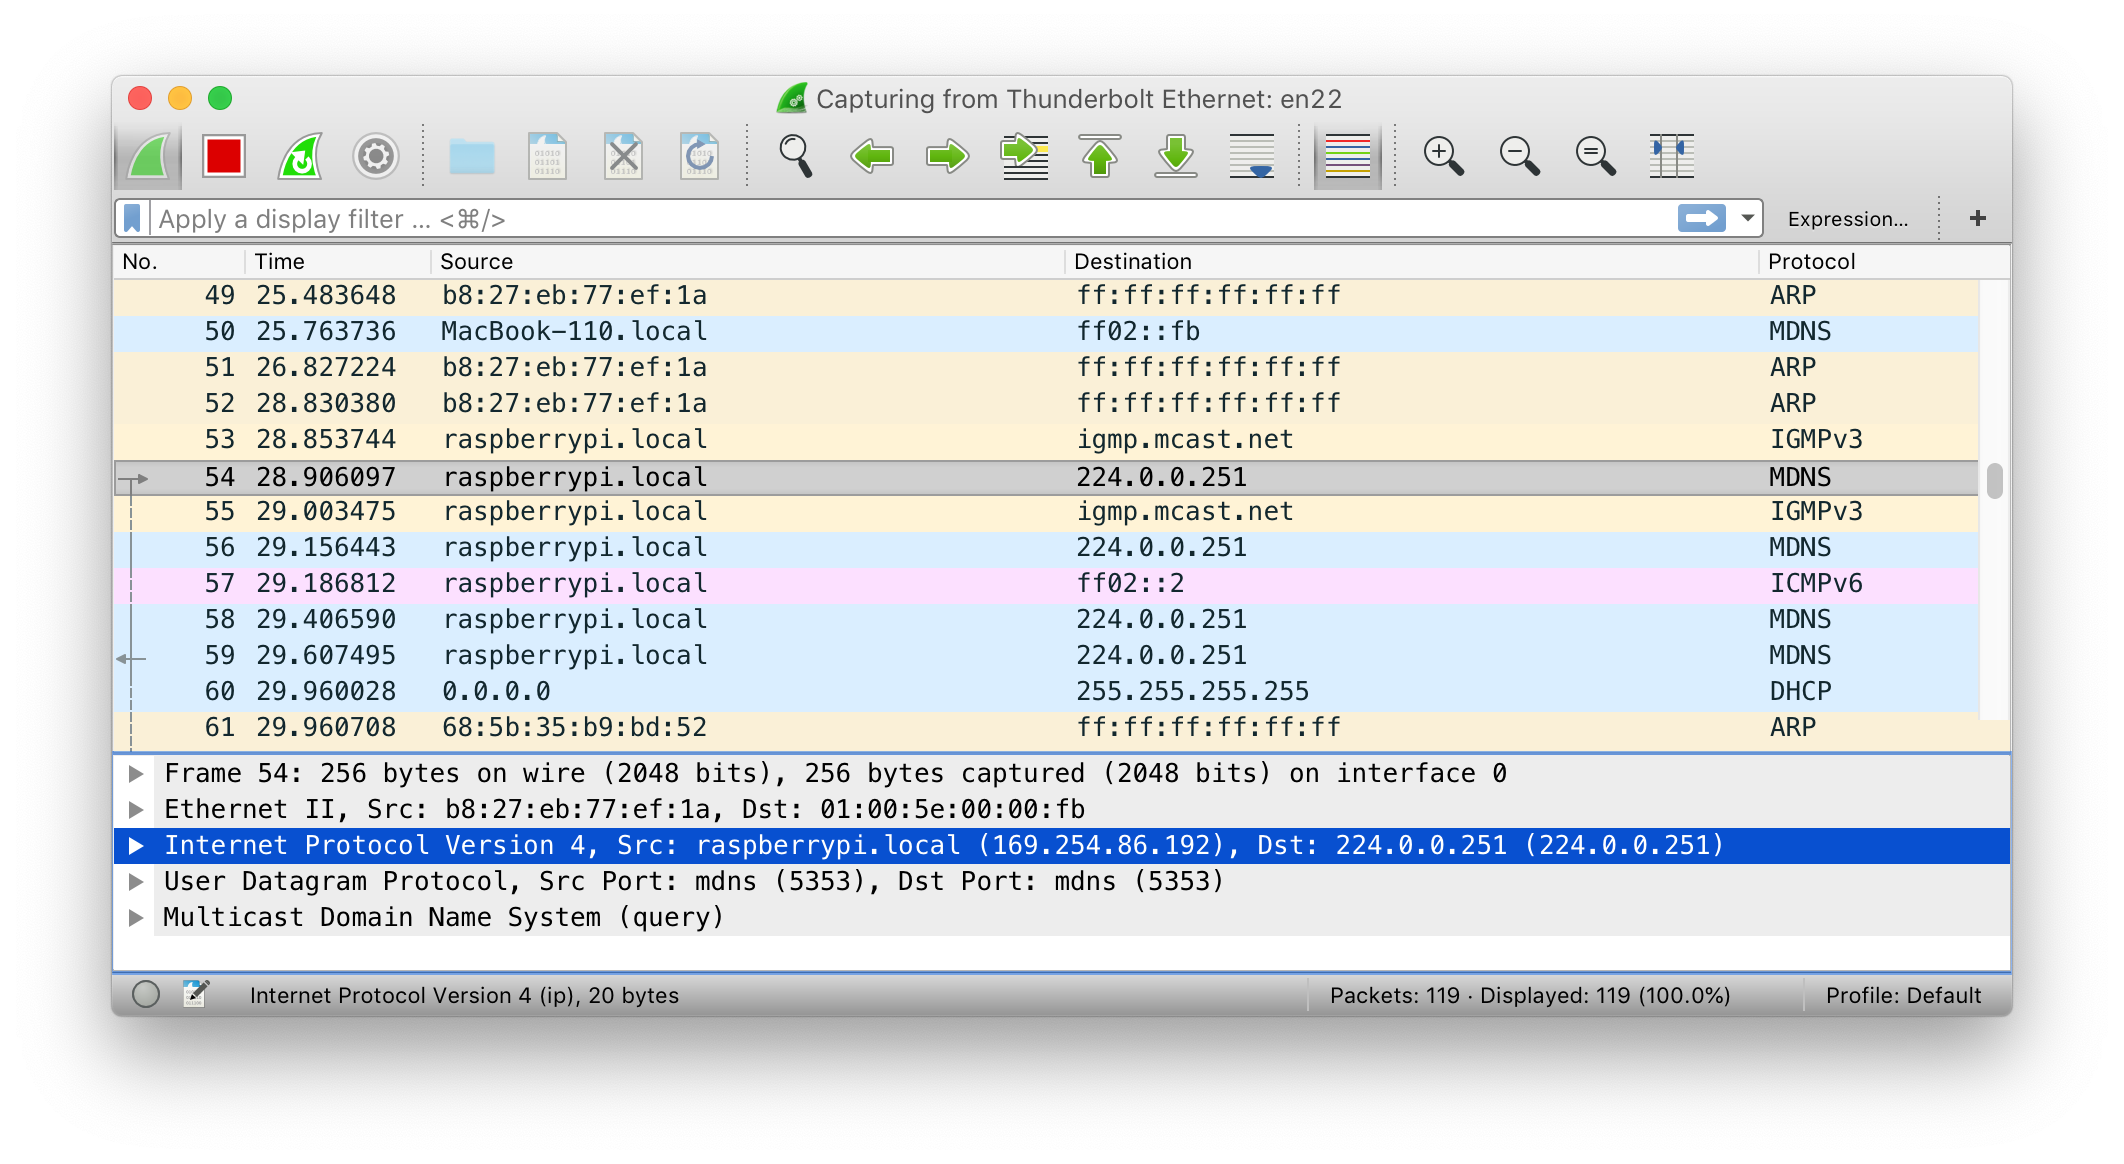 Capturing from Thunderbolt Ethernet: en22
Apply a display filter ... <⌘/>
Expression...
+
No. Time Source Destination Protocol
49 25.483648 b8:27:eb:77:ef:1a ff:ff:ff:ff:ff:ff ARP
50 25.763736 MacBook-110.local ff02::fb MDNS
51 26.827224 b8:27:eb:77:ef:1a ff:ff:ff:ff:ff:ff ARP
52 28.830380 b8:27:eb:77:ef:1a ff:ff:ff:ff:ff:ff ARP
53 28.853744 raspberrypi.local igmp.mcast.net IGMPv3
54 28.906097 raspberrypi.local 224.0.0.251 MDNS
55 29.003475 raspberrypi.local igmp.mcast.net IGMPv3
56 29.156443 raspberrypi.local 224.0.0.251 MDNS
57 29.186812 raspberrypi.local ff02::2 ICMPv6
58 29.406590 raspberrypi.local 224.0.0.251 MDNS
59 29.607495 raspberrypi.local 224.0.0.251 MDNS
60 29.960028 0.0.0.0 255.255.255.255 DHCP
61 29.960708 68:5b:35:b9:bd:52 ff:ff:ff:ff:ff:ff ARP
Frame 54: 256 bytes on wire (2048 bits), 256 bytes captured (2048 bits) on interface 0
Ethernet II, Src: b8:27:eb:77:ef:1a, Dst: 01:00:5e:00:00:fb
Internet Protocol Version 4, Src: raspberrypi.local (169.254.86.192), Dst: 224.0.0.251 (224.0.0.251)
User Datagram Protocol, Src Port: mdns (5353), Dst Port: mdns (5353)
Multicast Domain Name System (query)
Internet Protocol Version 4 (ip), 20 bytes
Packets: 119 · Displayed: 119 (100.0%)
Profile: Default